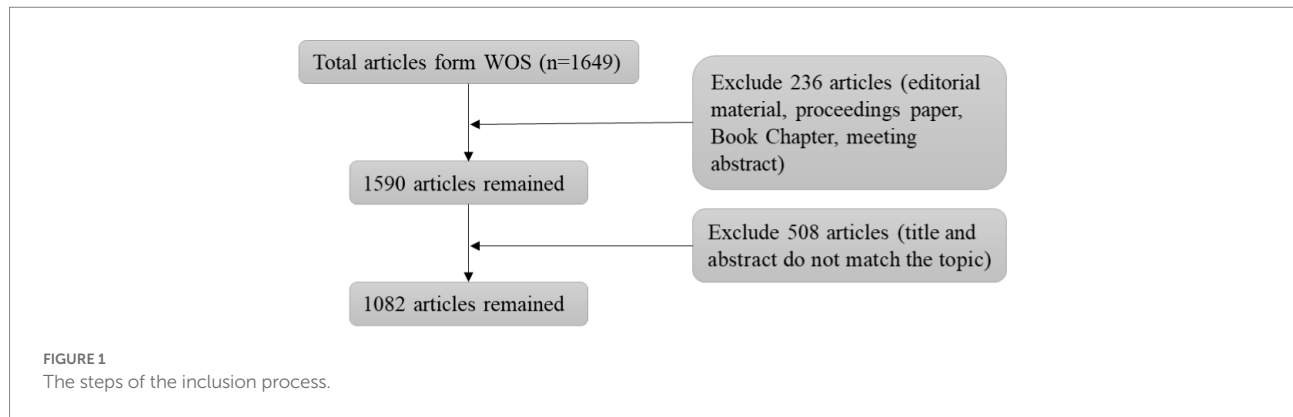 Total articles form WOS (n=1649)
Exclude 236 articles (editorial
material, proceedings paper,
Book Chapter, meeting
abstract)
1590 articles remained
Exclude 508 articles (title and
abstract do not match the topic)
1082 articles remained
FIGURE 1
The steps of the inclusion process.